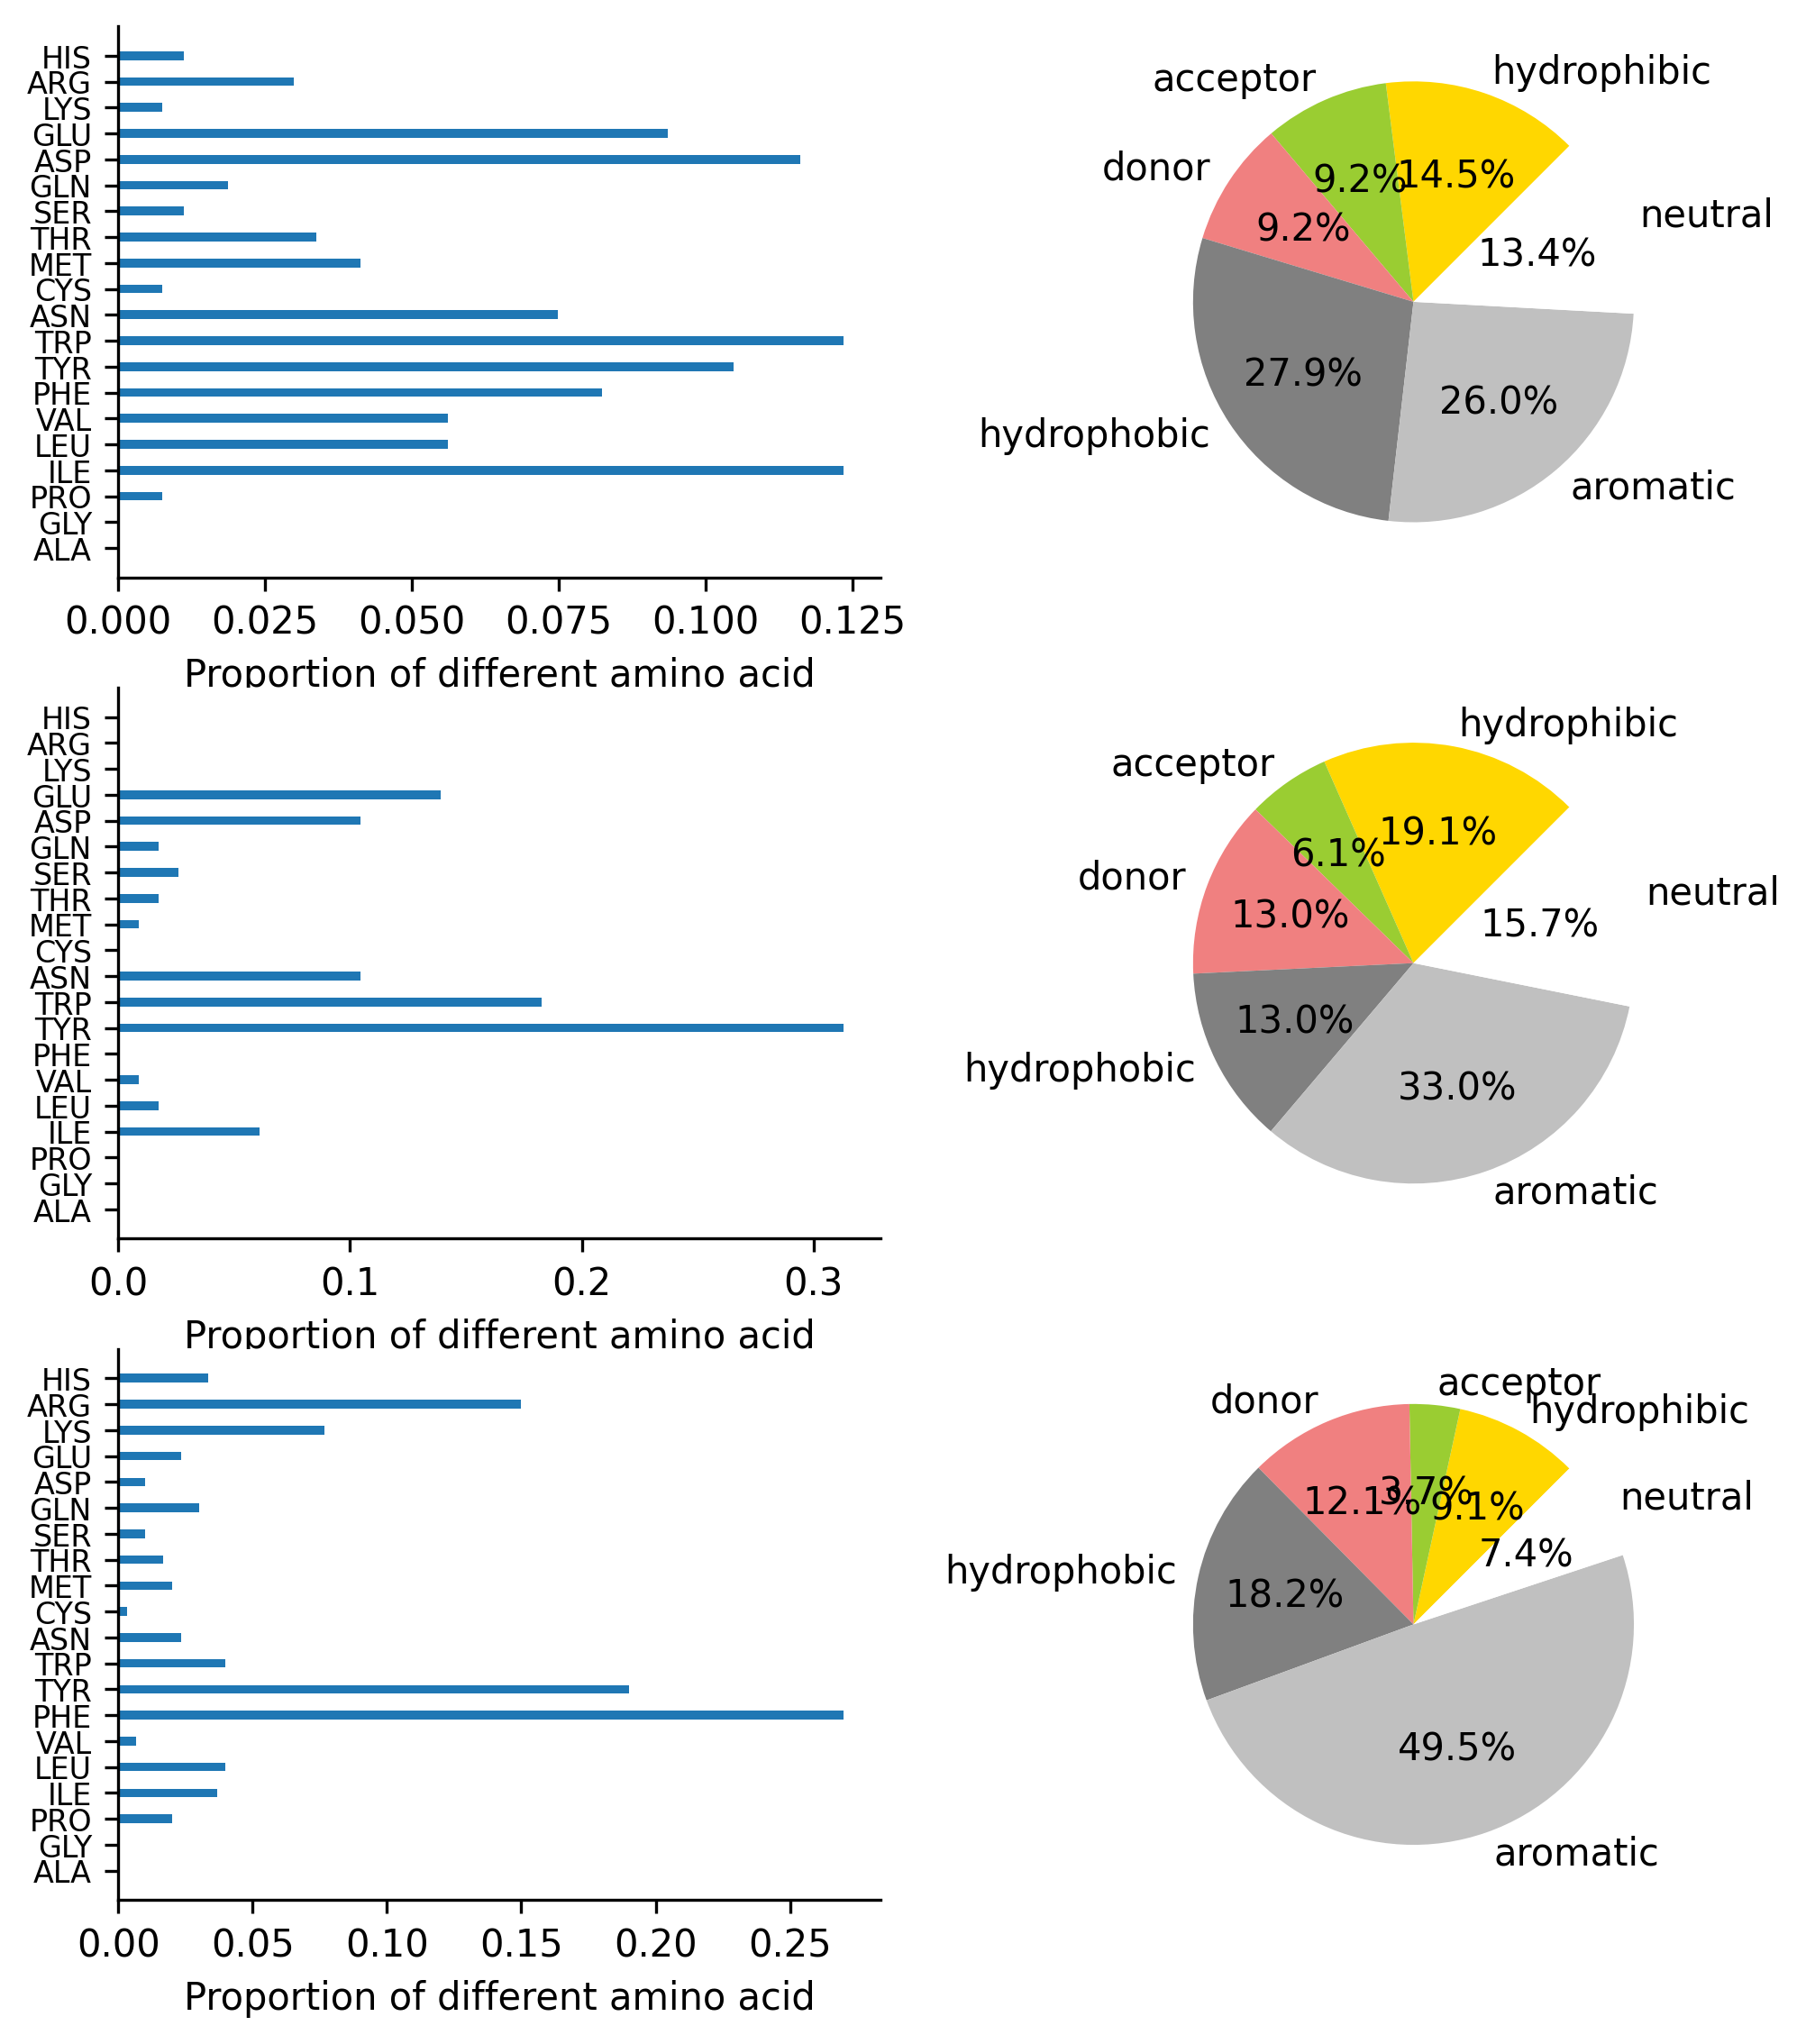 HIS
ARG
LYS
GLU
ASP
GLN
SER
THR
MET
CYS
ASN
TRP
TYR
PHE
VAL
LEU
ILE
PRO
GLY
ALA
0.000 0.025 0.050 0.075 0.100 0.125
Proportion of different amino acid
hydrophibic
acceptor
donor
neutral
9.2%
14.5%
9.2%
13.4%
27.9%
26.0%
hydrophobic
aromatic
HIS
ARG
LYS
GLU
ASP
GLN
SER
THR
MET
CYS
ASN
TRP
TYR
PHE
VAL
LEU
ILE
PRO
GLY
ALA
0.0 0.1 0.2 0.3
Proportion of different amino acid
hydrophibic
acceptor
donor
neutral
19.1%
6.1%
13.0%
15.7%
13.0%
33.0%
hydrophobic
aromatic
HIS
ARG
LYS
GLU
ASP
GLN
SER
THR
MET
CYS
ASN
TRP
TYR
PHE
VAL
LEU
ILE
PRO
GLY
ALA
0.00 0.05 0.10 0.15 0.20 0.25
Proportion of different amino acid
acceptor
donor
hydrophibic
neutral
3.7%
12.1%
9.1%
7.4%
hydrophobic
18.2%
49.5%
aromatic